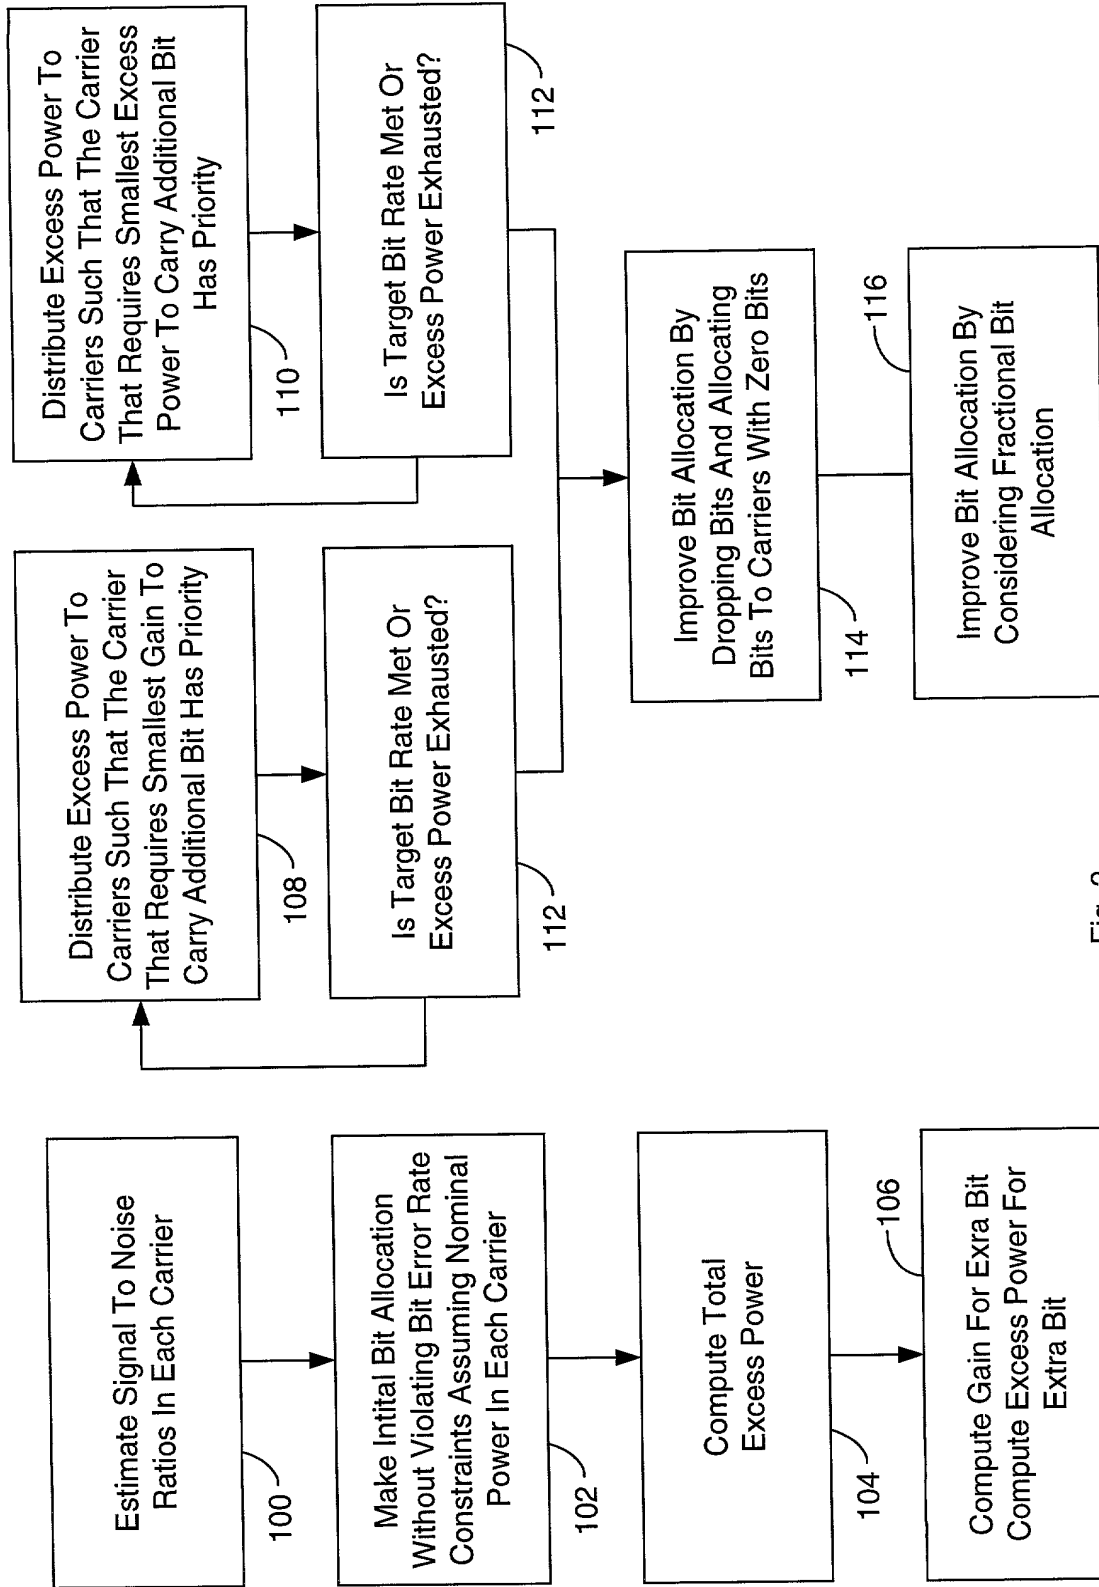 Estimate Signal To Noise
Ratios In Each Carrier
100
Make Intital Bit Allocation
Without Violating Bit Error Rate
Constraints Assuming Nominal
Power In Each Carrier
102
Compute Total
Excess Power
104
Compute Gain For Exra Bit
Compute Excess Power For
Extra Bit
106
Distribute Excess Power To
Carriers Such That The Carrier
That Requires Smallest Gain To
Carry Additional Bit Has Priority
108
Is Target Bit Rate Met Or
Excess Power Exhausted?
112
Distribute Excess Power To
Carriers Such That The Carrier
That Requires Smallest Excess
Power To Carry Additional Bit
Has Priority
110
Is Target Bit Rate Met Or
Excess Power Exhausted?
112
Improve Bit Allocation By
Dropping Bits And Allocating
Bits To Carriers With Zero Bits
114
Improve Bit Allocation By
Considering Fractional Bit
Allocation
116
Fig.